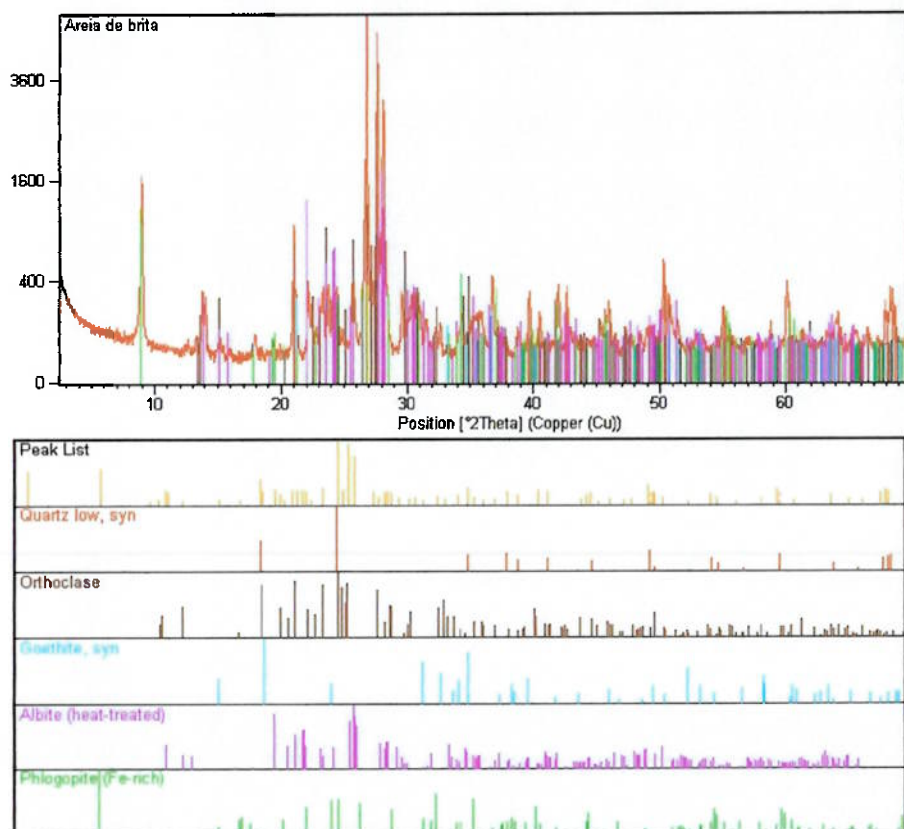 Areia de brita
3600
1600
400
0
10 20 30 40 50 60
Position [°2Theta] (Copper (Cu))
Peak List
Quartz low, syn
Orthoclase
Goethite, syn
Albite (heat-treated)
Phlogopite (Fe-rich)